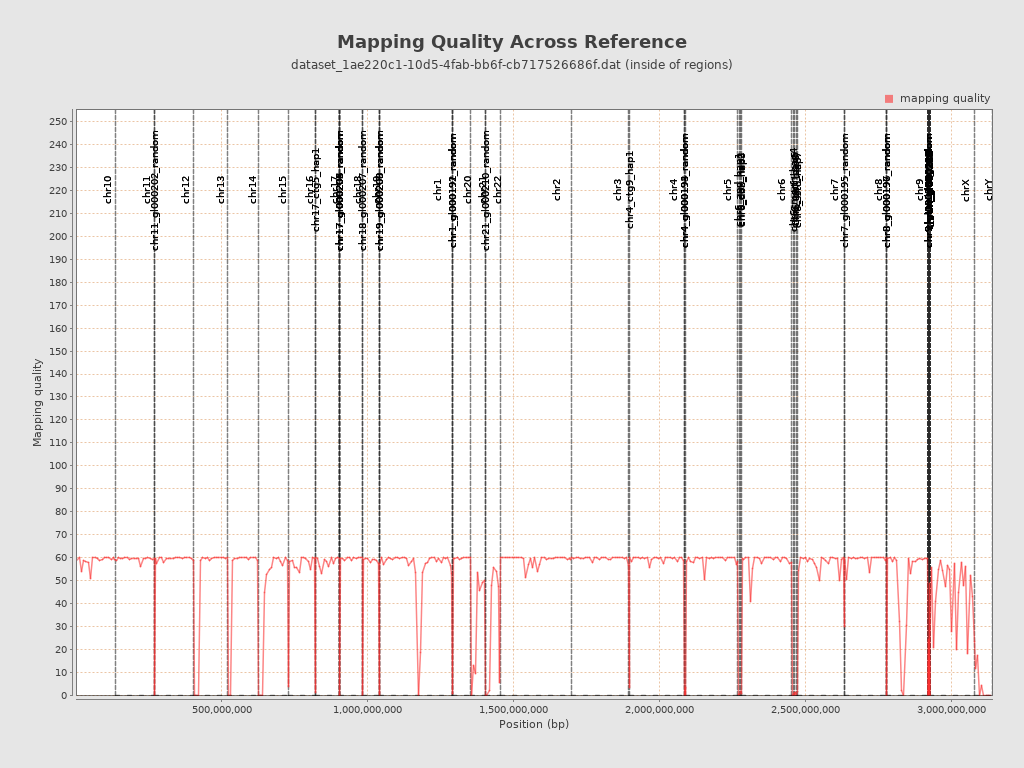 Mapping Quality Across Reference
dataset_1ae220c1-10d5-4fab-bb6f-cb717526686f.dat (inside of regions)
mapping quality
250
240
230
220
210
200
190
180
170
160
150
140
130
120
110
100
90
80
70
60
50
40
30
20
10
0
Mapping quality
chr10
chr11
chr11_gl000202_random
chr12
chr13
chr14
chr15
chr16
chr17_ctg5_hap1
chr17
chr18
chr1
chr1_gl000192_random
chr20
chr21_gl000210_random
chr22
chr2
chr3
chr4_ctg9_hap1
chr4
chr5
chr6
chr7
chr7_gl000195_random
chr8
chr9
chrX
chrY
500,000,000
1,000,000,000
1,500,000,000
2,000,000,000
2,500,000,000
3,000,000,000
Position (bp)